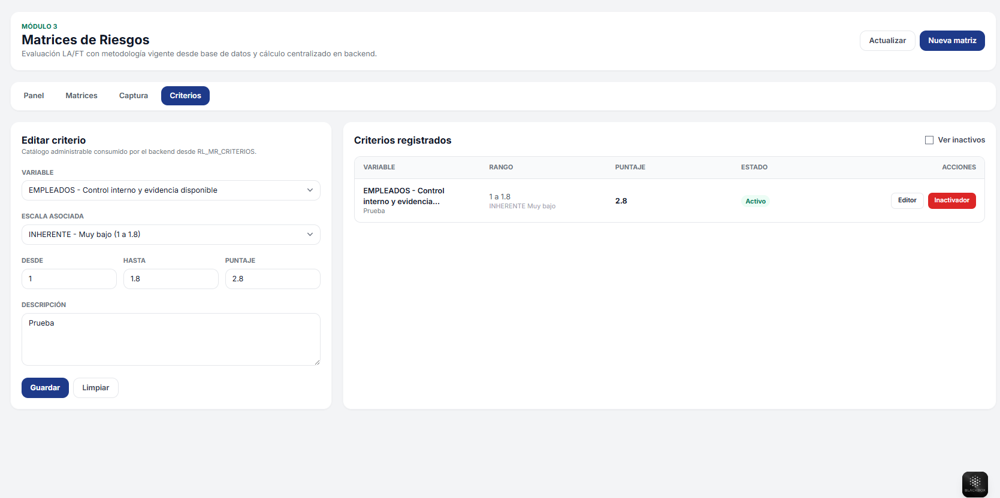 MÓDULO 3
Matrices de Riesgos
Evaluación LA/FT con metodología vigente desde base de datos y cálculo centralizado en backend.
Actualizar
Nueva matriz
Panel
Matrices
Captura
Criterios
Editar criterio
Catálogo administrable consumido por el backend desde RL_MR_CRITERIOS.
VARIABLE
EMPLEADOS - Control interno y evidencia disponible
ESCALA ASOCIADA
INHERENTE - Muy bajo (1 a 1.8)
DESDE
HASTA
PUNTAJE
1
1.8
2.8
DESCRIPCIÓN
Prueba
Guardar
Limpiar
Criterios registrados
Ver inactivos
VARIABLE
RANGO
PUNTAJE
ESTADO
ACCIONES
EMPLEADOS - Control
interno y evidencia...
Prueba
1 a 1.8
INHERENTE Muy bajo
2.8
Activo
Editor
Inactivador
BLACKBOX